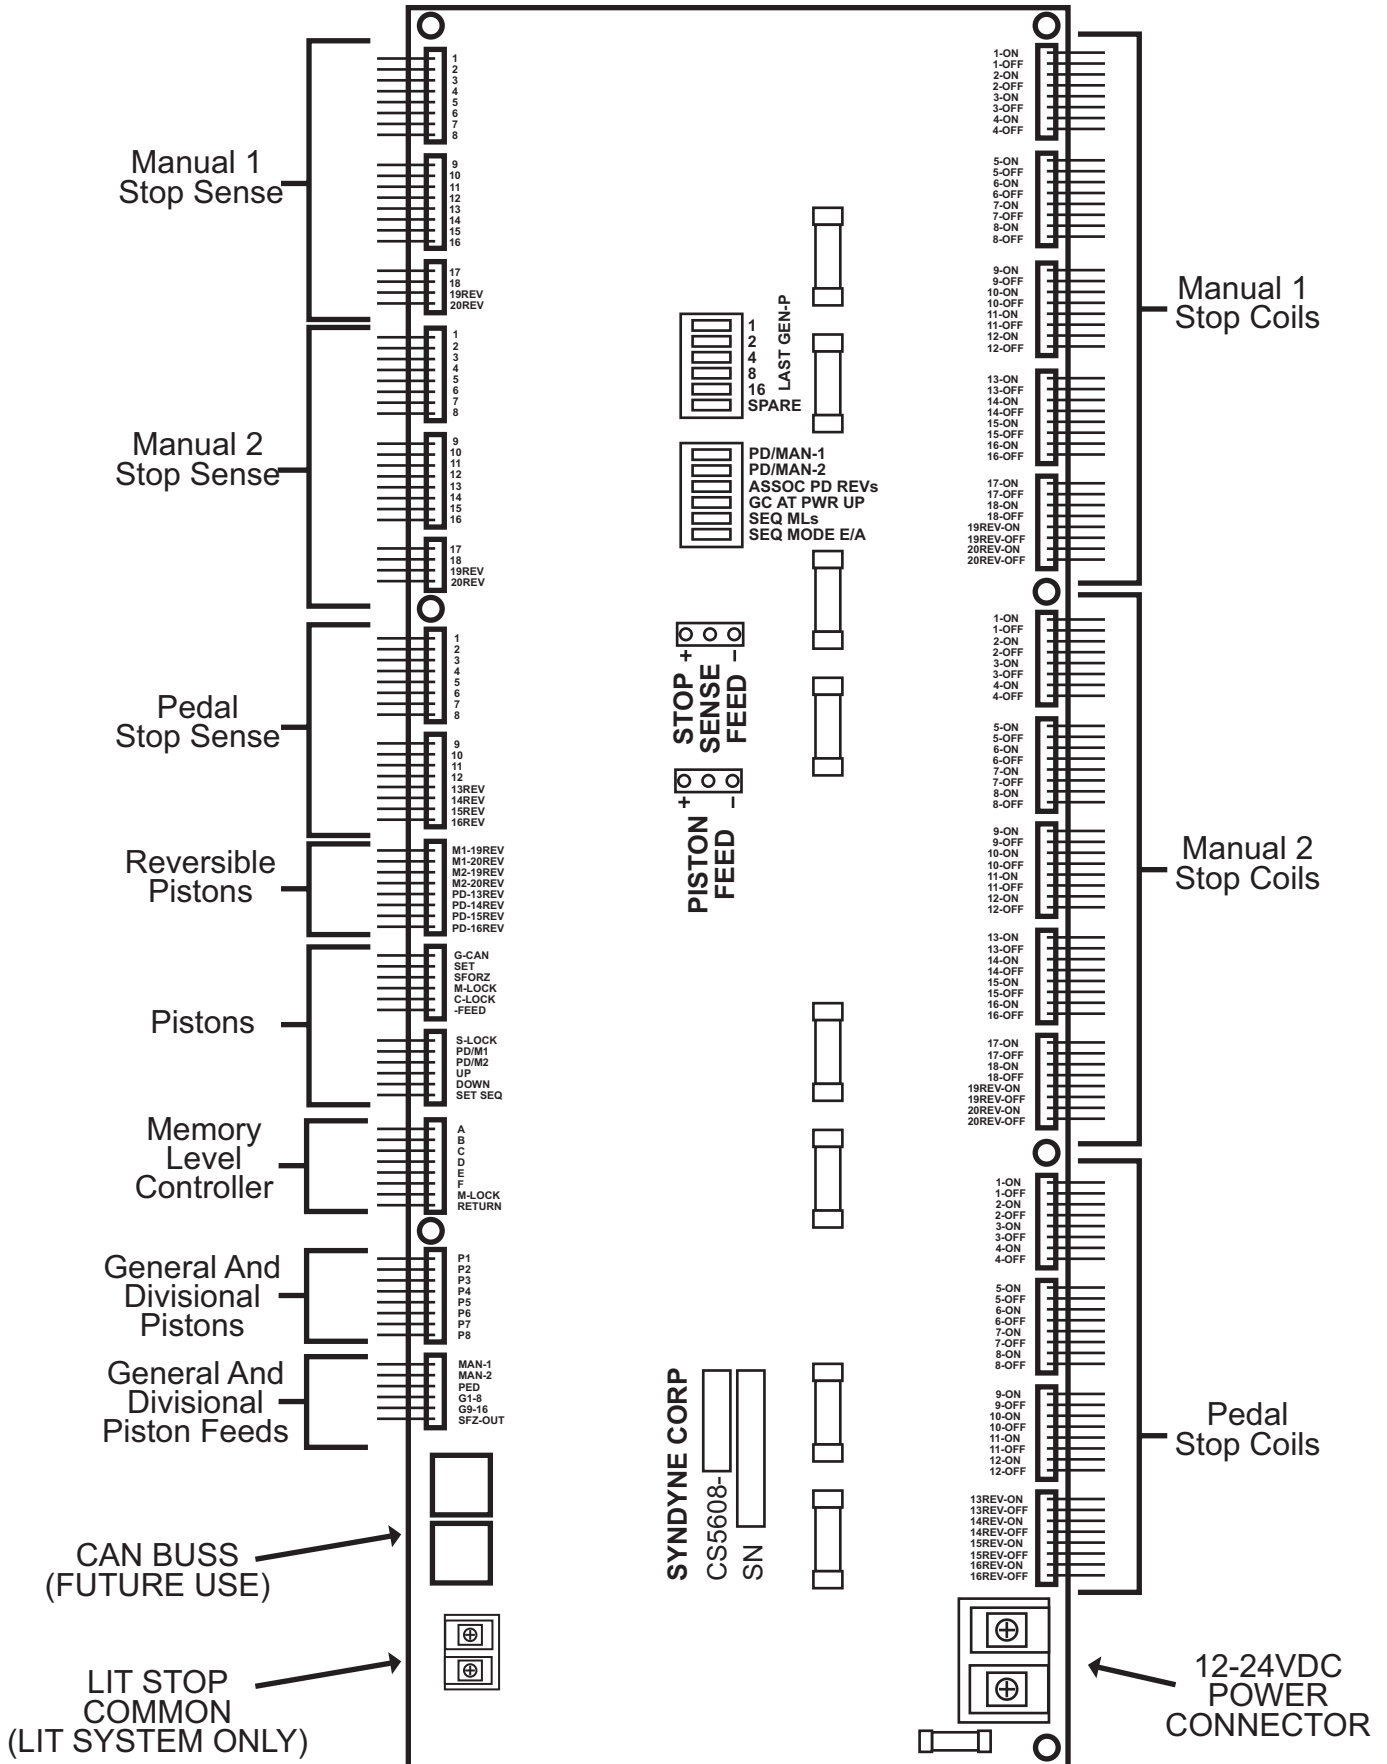 Manual 1
Stop Sense
1
2
3
4
5
6
7
8
9
10
11
12
13
14
15
16
17
18
19REV
20REV
Manual 2
Stop Sense
1
2
3
4
5
6
7
8
9
10
11
12
13
14
15
16
17
18
19REV
20REV
Pedal
Stop Sense
1
2
3
4
5
6
7
8
9
10
11
12
13REV
14REV
15REV
16REV
Reversible
Pistons
M1-19REV
M1-20REV
M2-19REV
M2-20REV
PD-13REV
PD-14REV
PD-15REV
PD-16REV
Pistons
G-CAN
SET
SFORZ
M-LOCK
C-LOCK
-FEED
S-LOCK
PD/M1
PD/M2
UP
DOWN
SET SEQ
Memory
Level
Controller
A
B
C
D
E
F
M-LOCK
RETURN
General And
Divisional
Pistons
P1
P2
P3
P4
P5
P6
P7
P8
General And
Divisional
Piston Feeds
MAN-1
MAN-2
PED
G1-8
G9-16
SFZ-OUT
CAN BUSS
(FUTURE USE)
LIT STOP
COMMON
(LIT SYSTEM ONLY)
1
2
4
8
16
SPARE
LAST GEN-P
PD/MAN-1
PD/MAN-2
ASSOC PD REVs
GC AT PWR UP
SEQ MLs
SEQ MODE E/A
+ −
STOP
SENSE
FEED
+ −
PISTON
FEED
SYNDYNE CORP
CS5608-
SN
1-ON
1-OFF
2-ON
2-OFF
3-ON
3-OFF
4-ON
4-OFF
5-ON
5-OFF
6-ON
6-OFF
7-ON
7-OFF
8-ON
8-OFF
9-ON
9-OFF
10-ON
10-OFF
11-ON
11-OFF
12-ON
12-OFF
13-ON
13-OFF
14-ON
14-OFF
15-ON
15-OFF
16-ON
16-OFF
17-ON
17-OFF
18-ON
18-OFF
19REV-ON
19REV-OFF
20REV-ON
20REV-OFF
Manual 1
Stop Coils
1-ON
1-OFF
2-ON
2-OFF
3-ON
3-OFF
4-ON
4-OFF
5-ON
5-OFF
6-ON
6-OFF
7-ON
7-OFF
8-ON
8-OFF
9-ON
9-OFF
10-ON
10-OFF
11-ON
11-OFF
12-ON
12-OFF
13-ON
13-OFF
14-ON
14-OFF
15-ON
15-OFF
16-ON
16-OFF
17-ON
17-OFF
18-ON
18-OFF
19REV-ON
19REV-OFF
20REV-ON
20REV-OFF
Manual 2
Stop Coils
1-ON
1-OFF
2-ON
2-OFF
3-ON
3-OFF
4-ON
4-OFF
5-ON
5-OFF
6-ON
6-OFF
7-ON
7-OFF
8-ON
8-OFF
9-ON
9-OFF
10-ON
10-OFF
11-ON
11-OFF
12-ON
12-OFF
13REV-ON
13REV-OFF
14REV-ON
14REV-OFF
15REV-ON
15REV-OFF
16REV-ON
16REV-OFF
Pedal
Stop Coils
12-24VDC
POWER
CONNECTOR